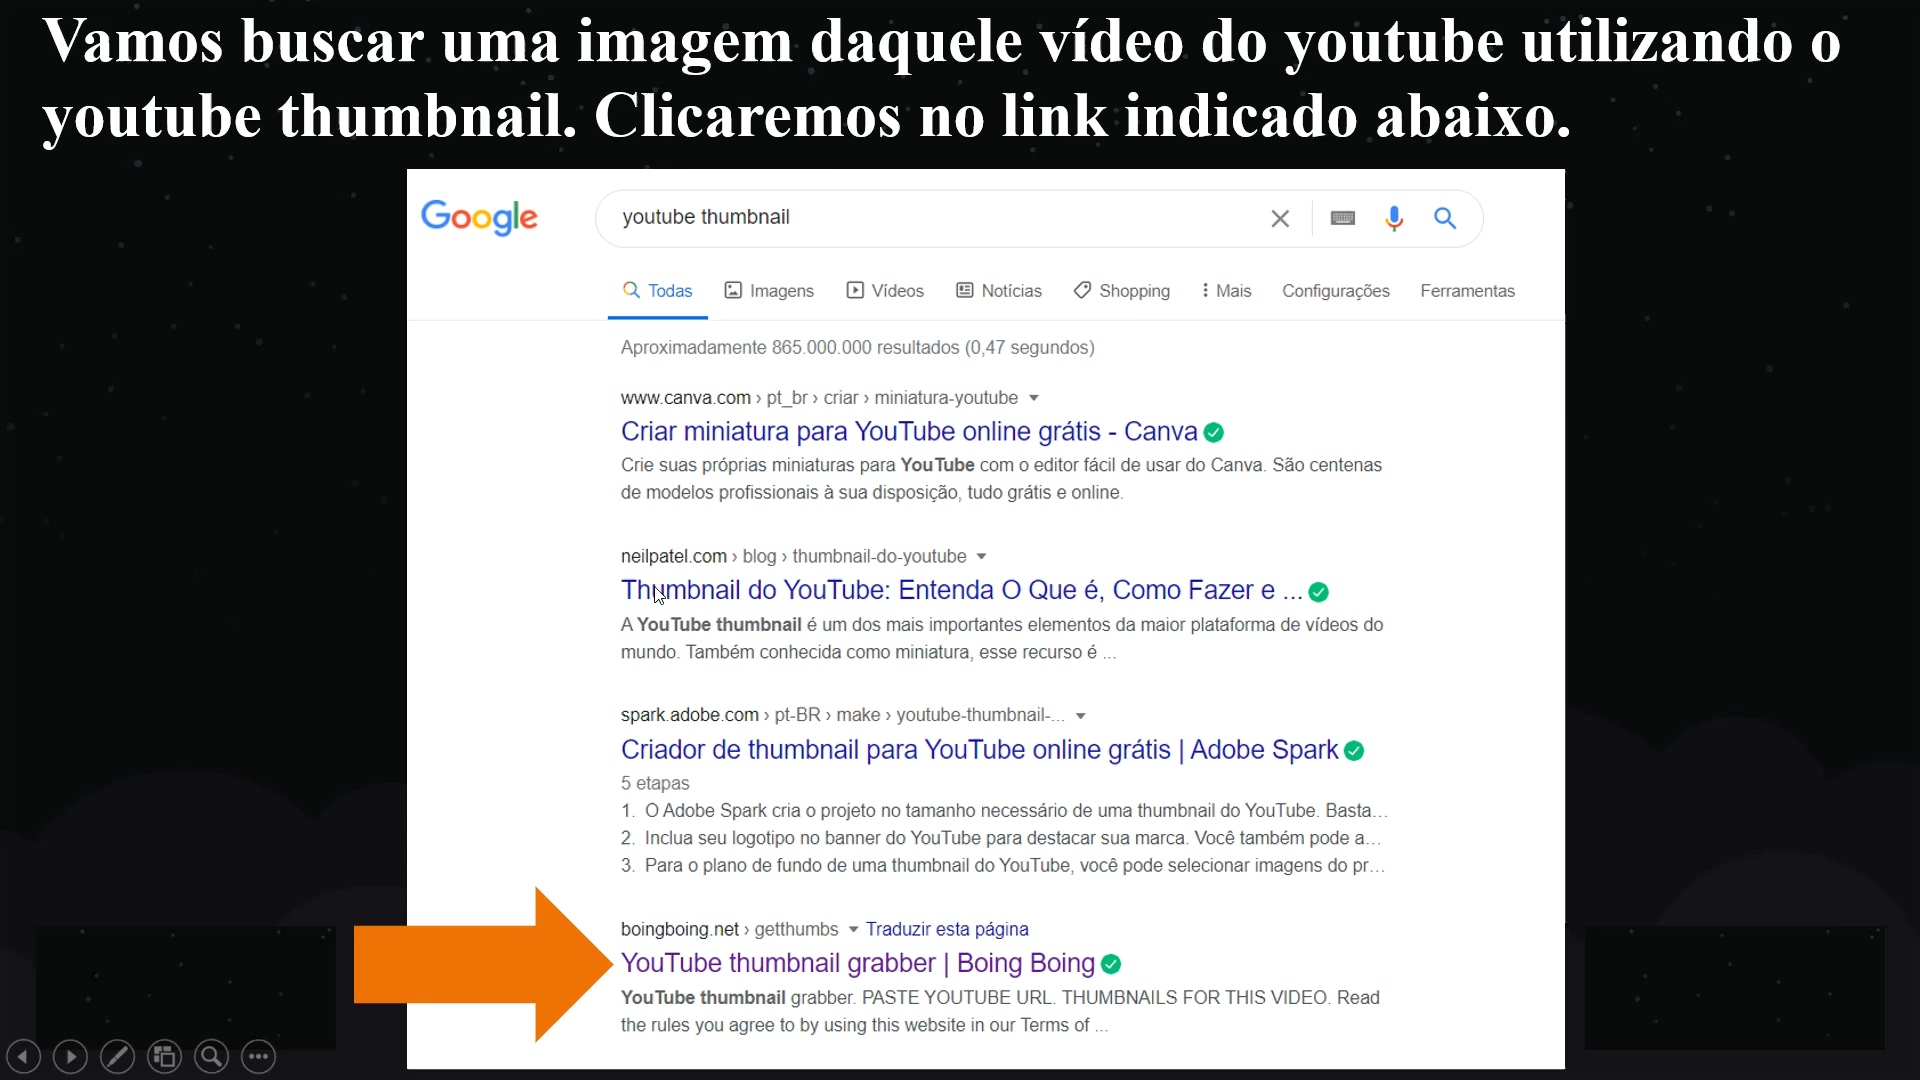 Vamos buscar uma imagem daquele vídeo do youtube utilizando o
youtube thumbnail. Clicaremos no link indicado abaixo.
Google
youtube thumbnail
Todas Imagens Vídeos Notícias Shopping Mais Configurações Ferramentas
Aproximadamente 865.000.000 resultados (0,47 segundos)
www.canva.com › pt_br › criar › miniatura-youtube
Criar miniatura para YouTube online grátis - Canva
Crie suas próprias miniaturas para YouTube com o editor fácil de usar do Canva. São centenas
de modelos profissionais à sua disposição, tudo grátis e online.
neilpatel.com › blog › thumbnail-do-youtube
Thumbnail do YouTube: Entenda O Que é, Como Fazer e ...
A YouTube thumbnail é um dos mais importantes elementos da maior plataforma de vídeos do
mundo. Também conhecida como miniatura, esse recurso é ...
spark.adobe.com › pt-BR › make › youtube-thumbnail-...
Criador de thumbnail para YouTube online grátis | Adobe Spark
5 etapas
1. O Adobe Spark cria o projeto no tamanho necessário de uma thumbnail do YouTube. Basta...
2. Inclua seu logotipo no banner do YouTube para destacar sua marca. Você também pode a...
3. Para o plano de fundo de uma thumbnail do YouTube, você pode selecionar imagens do pr...
boingboing.net › getthumbs Traduzir esta página
YouTube thumbnail grabber | Boing Boing
YouTube thumbnail grabber. PASTE YOUTUBE URL. THUMBNAILS FOR THIS VIDEO. Read
the rules you agree to by using this website in our Terms of ...